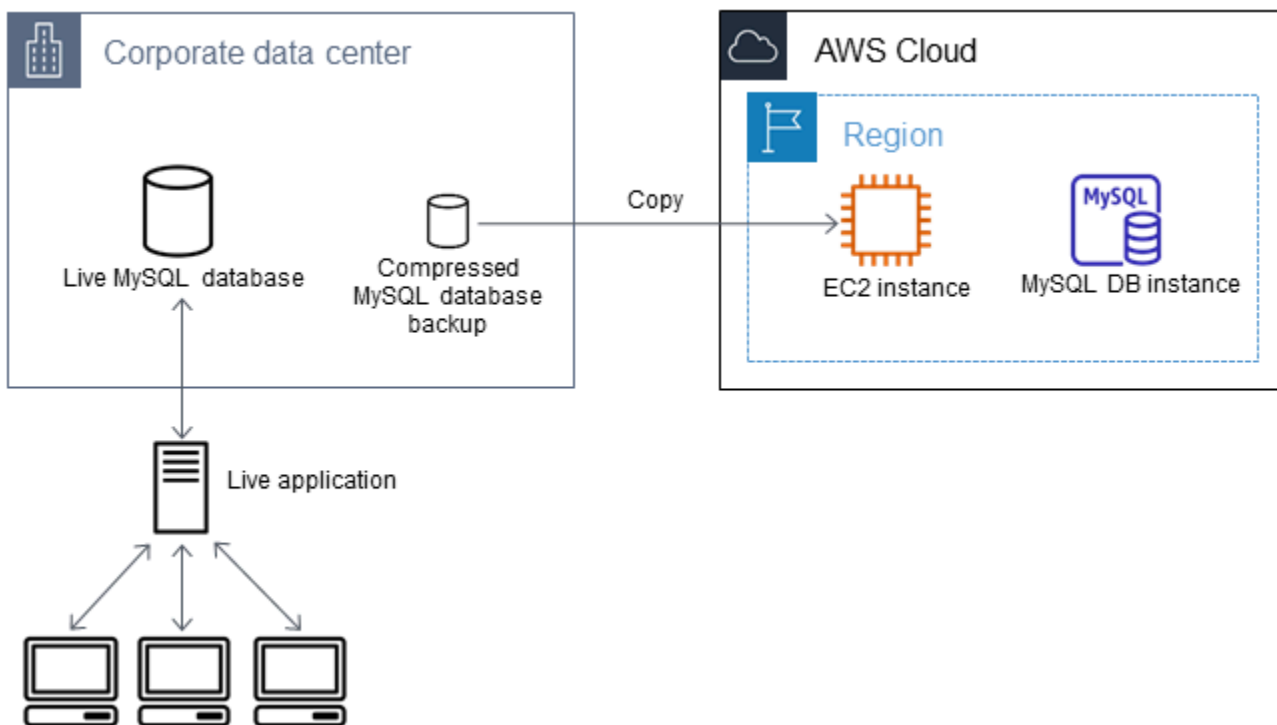 Corporate data center
AWS Cloud
Region
Copy
MySQL
Live MySQL database
Compressed
MySQL database
backup
EC2 instance
MySQL DB instance
Live application